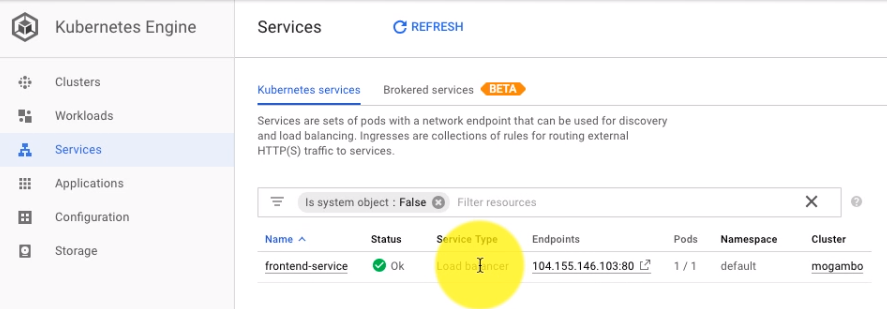 Kubernetes Engine
Services
REFRESH
Clusters
Workloads
Services
Applications
Configuration
Storage
Kubernetes services
Brokered services BETA
Services are sets of pods with a network endpoint that can be used for discovery
and load balancing. Ingresses are collections of rules for routing external
HTTP(S) traffic to services.
Is system object : False
Filter resources
Name Status Service Type Endpoints Pods Namespace Cluster
frontend-service Ok Load balancer 104.155.146.103:80 1 / 1 default mogambo